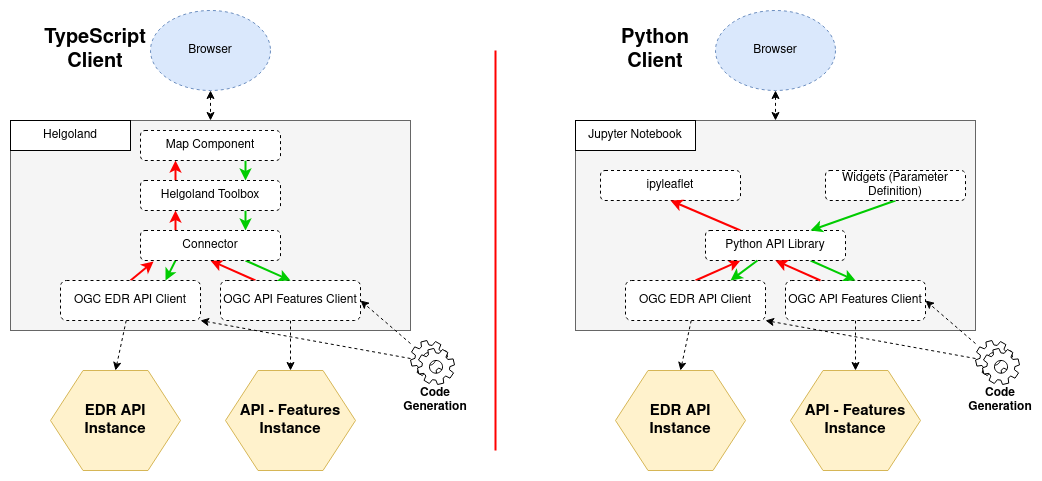 TypeScript
Client
Browser
Helgoland
Map Component
Helgoland Toolbox
Connector
OGC EDR API Client
OGC API Features Client
Code
Generation
EDR API
Instance
API - Features
Instance
Python
Client
Browser
Jupyter Notebook
ipyleaflet
Widgets (Parameter
Definition)
Python API Library
OGC EDR API Client
OGC API Features Client
Code
Generation
EDR API
Instance
API - Features
Instance